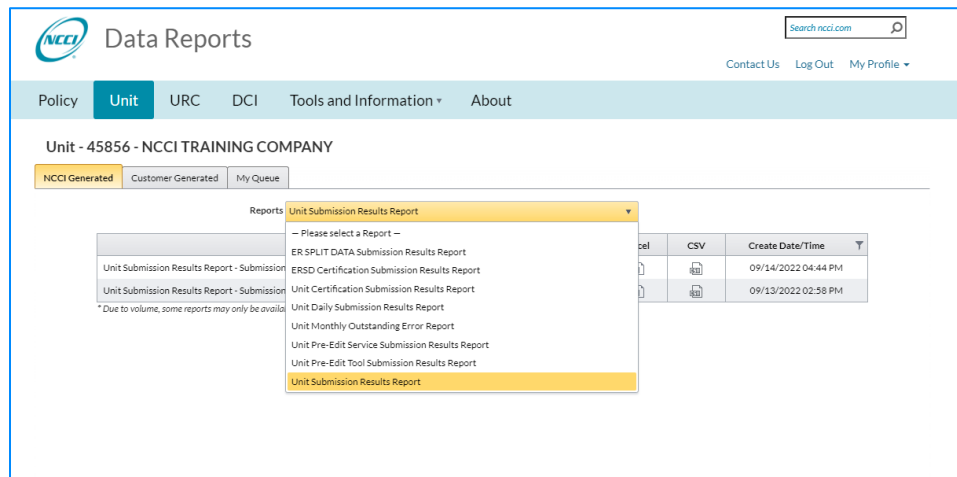 NCCI
Data Reports
Search ncci.com
Contact Us Log Out My Profile
Policy Unit URC DCI Tools and Information About
Unit - 45856 - NCCI TRAINING COMPANY
NCCI Generated Customer Generated My Queue
Reports Unit Submission Results Report
— Please select a Report —
ER SPLIT DATA Submission Results Report
ERSD Certification Submission Results Report
Unit Certification Submission Results Report
Unit Daily Submission Results Report
Unit Monthly Outstanding Error Report
Unit Pre-Edit Service Submission Results Report
Unit Pre-Edit Tool Submission Results Report
Unit Submission Results Report
cel CSV Create Date/Time
Unit Submission Results Report - Submission 09/14/2022 04:44 PM
Unit Submission Results Report - Submission 09/13/2022 02:58 PM
* Due to volume, some reports may only be availa